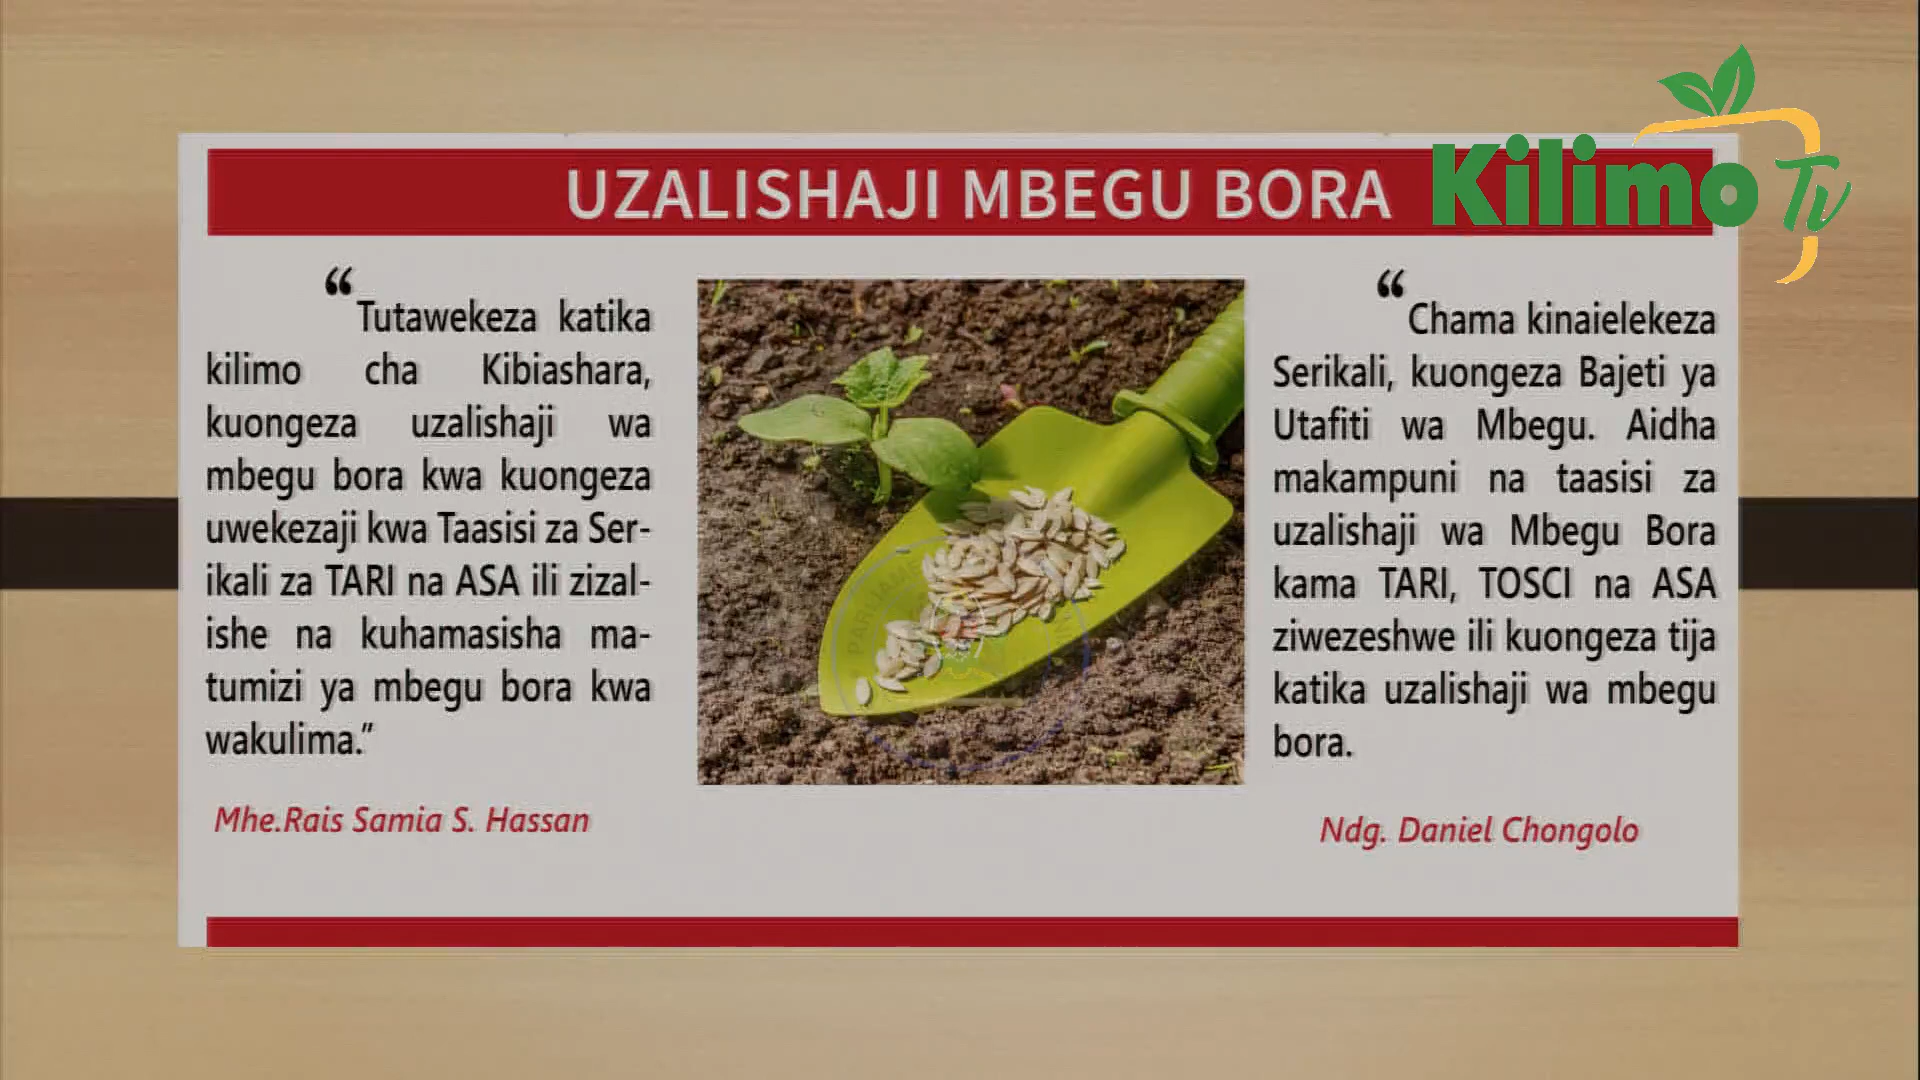 Kilimo Tv
UZALISHAJI MBEGU BORA
“Tutawekeza katika
kilimo cha Kibiashara,
kuongeza uzalishaji wa
mbegu bora kwa kuongeza
uwekezaji kwa Taasisi za Ser-
ikali za TARI na ASA ili zizal-
ishe na kuhamasisha ma-
tumizi ya mbegu bora kwa
wakulima.”
Mhe.Rais Samia S. Hassan
“Chama kinaielekeza
Serikali, kuongeza Bajeti ya
Utafiti wa Mbegu. Aidha
makampuni na taasisi za
uzalishaji wa Mbegu Bora
kama TARI, TOSCI na ASA
ziwezeshwe ili kuongeza tija
katika uzalishaji wa mbegu
bora.
Ndg. Daniel Chongolo